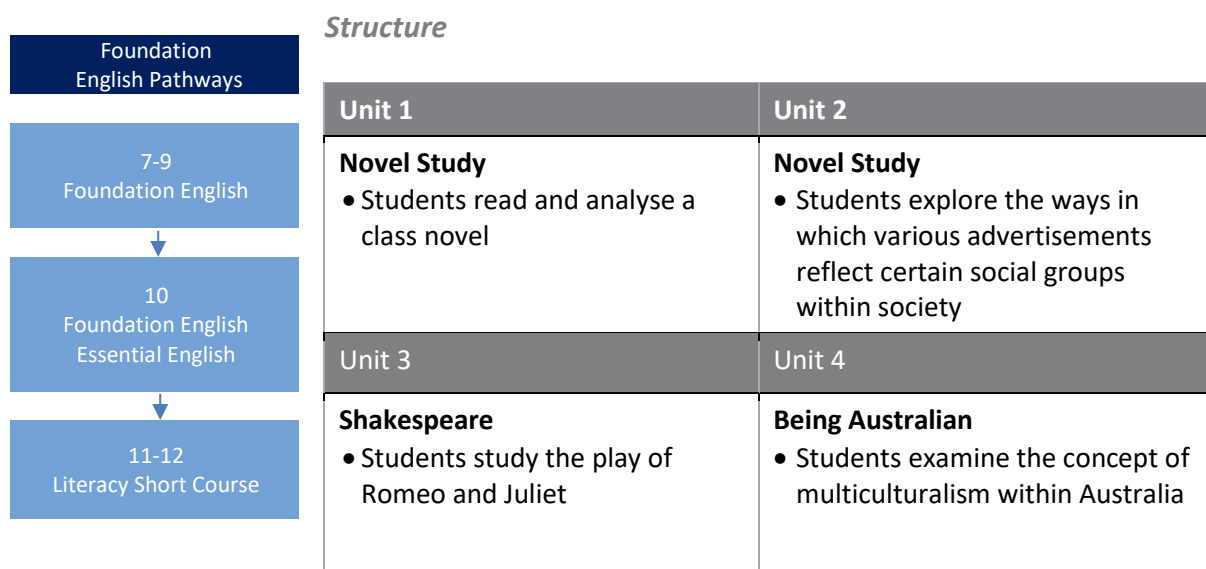 Structure
Foundation
English Pathways
7-9
Foundation English
10
Foundation English
Essential English
11-12
Literacy Short Course
Unit 1
Unit 2
Novel Study
• Students read and analyse a
class novel
Novel Study
• Students explore the ways in
which various advertisements
reflect certain social groups
within society
Unit 3
Unit 4
Shakespeare
• Students study the play of
Romeo and Juliet
Being Australian
• Students examine the concept of
multiculturalism within Australia